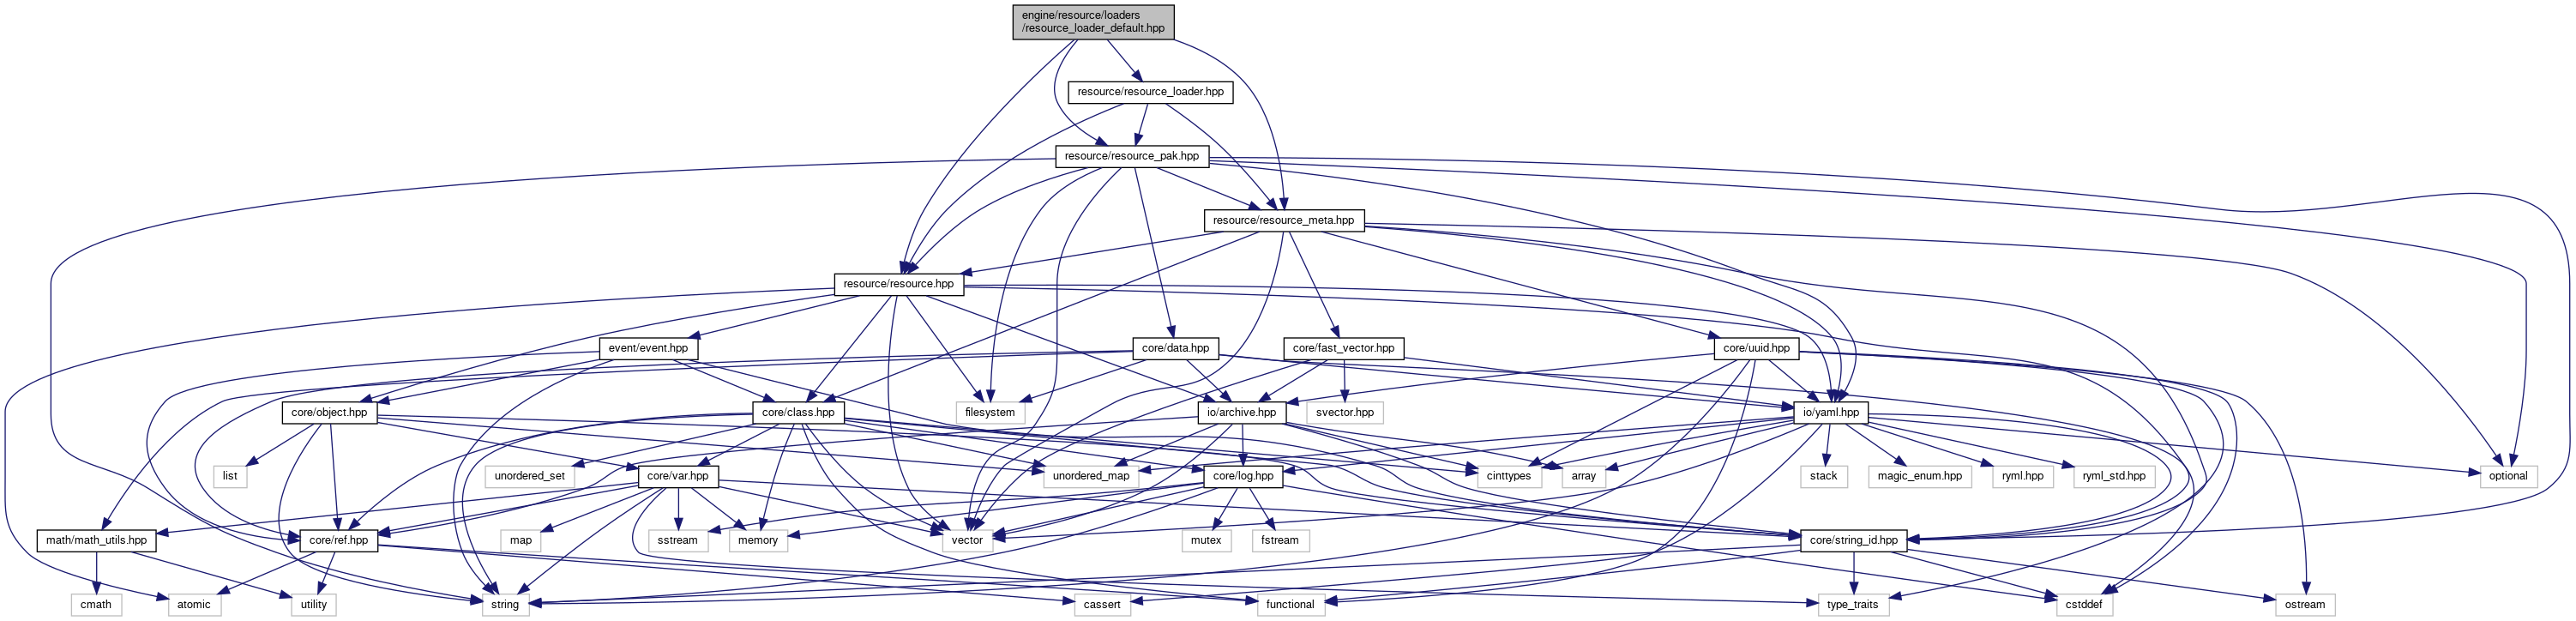 engine/resource/loaders
/resource_loader_default.hpp
resource/resource_loader.hpp
resource/resource_pak.hpp
resource/resource_meta.hpp
resource/resource.hpp
event/event.hpp
core/data.hpp
core/fast_vector.hpp
core/uuid.hpp
core/object.hpp
core/class.hpp
filesystem
io/archive.hpp
svector.hpp
io/yaml.hpp
list
unordered_set
core/var.hpp
unordered_map
core/log.hpp
cinttypes
array
stack
magic_enum.hpp
ryml.hpp
ryml_std.hpp
optional
math/math_utils.hpp
core/ref.hpp
map
sstream
memory
vector
mutex
fstream
core/string_id.hpp
cmath
atomic
utility
string
cassert
functional
type_traits
cstddef
ostream